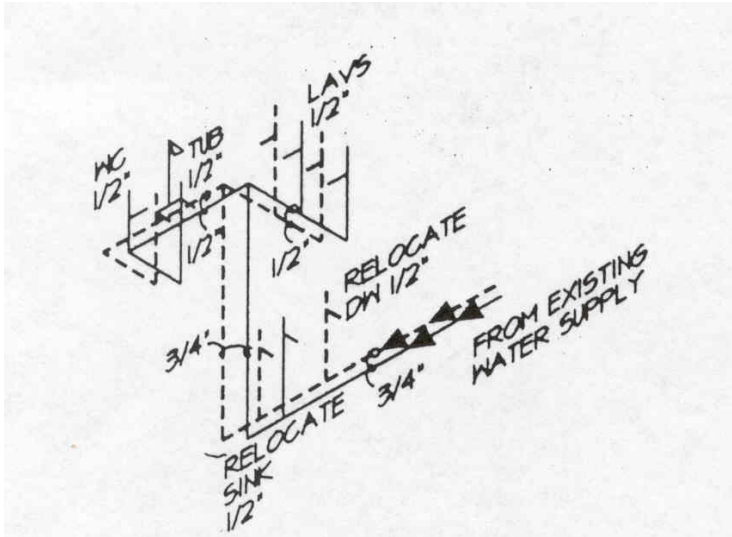 LAVS
1/2"
TUB
1/2"
WC
1/2"
1/2"
1/2"
RELOCATE
DW 1/2"
FROM EXISTING
WATER SUPPLY
3/4"
3/4"
RELOCATE
SINK
1/2"